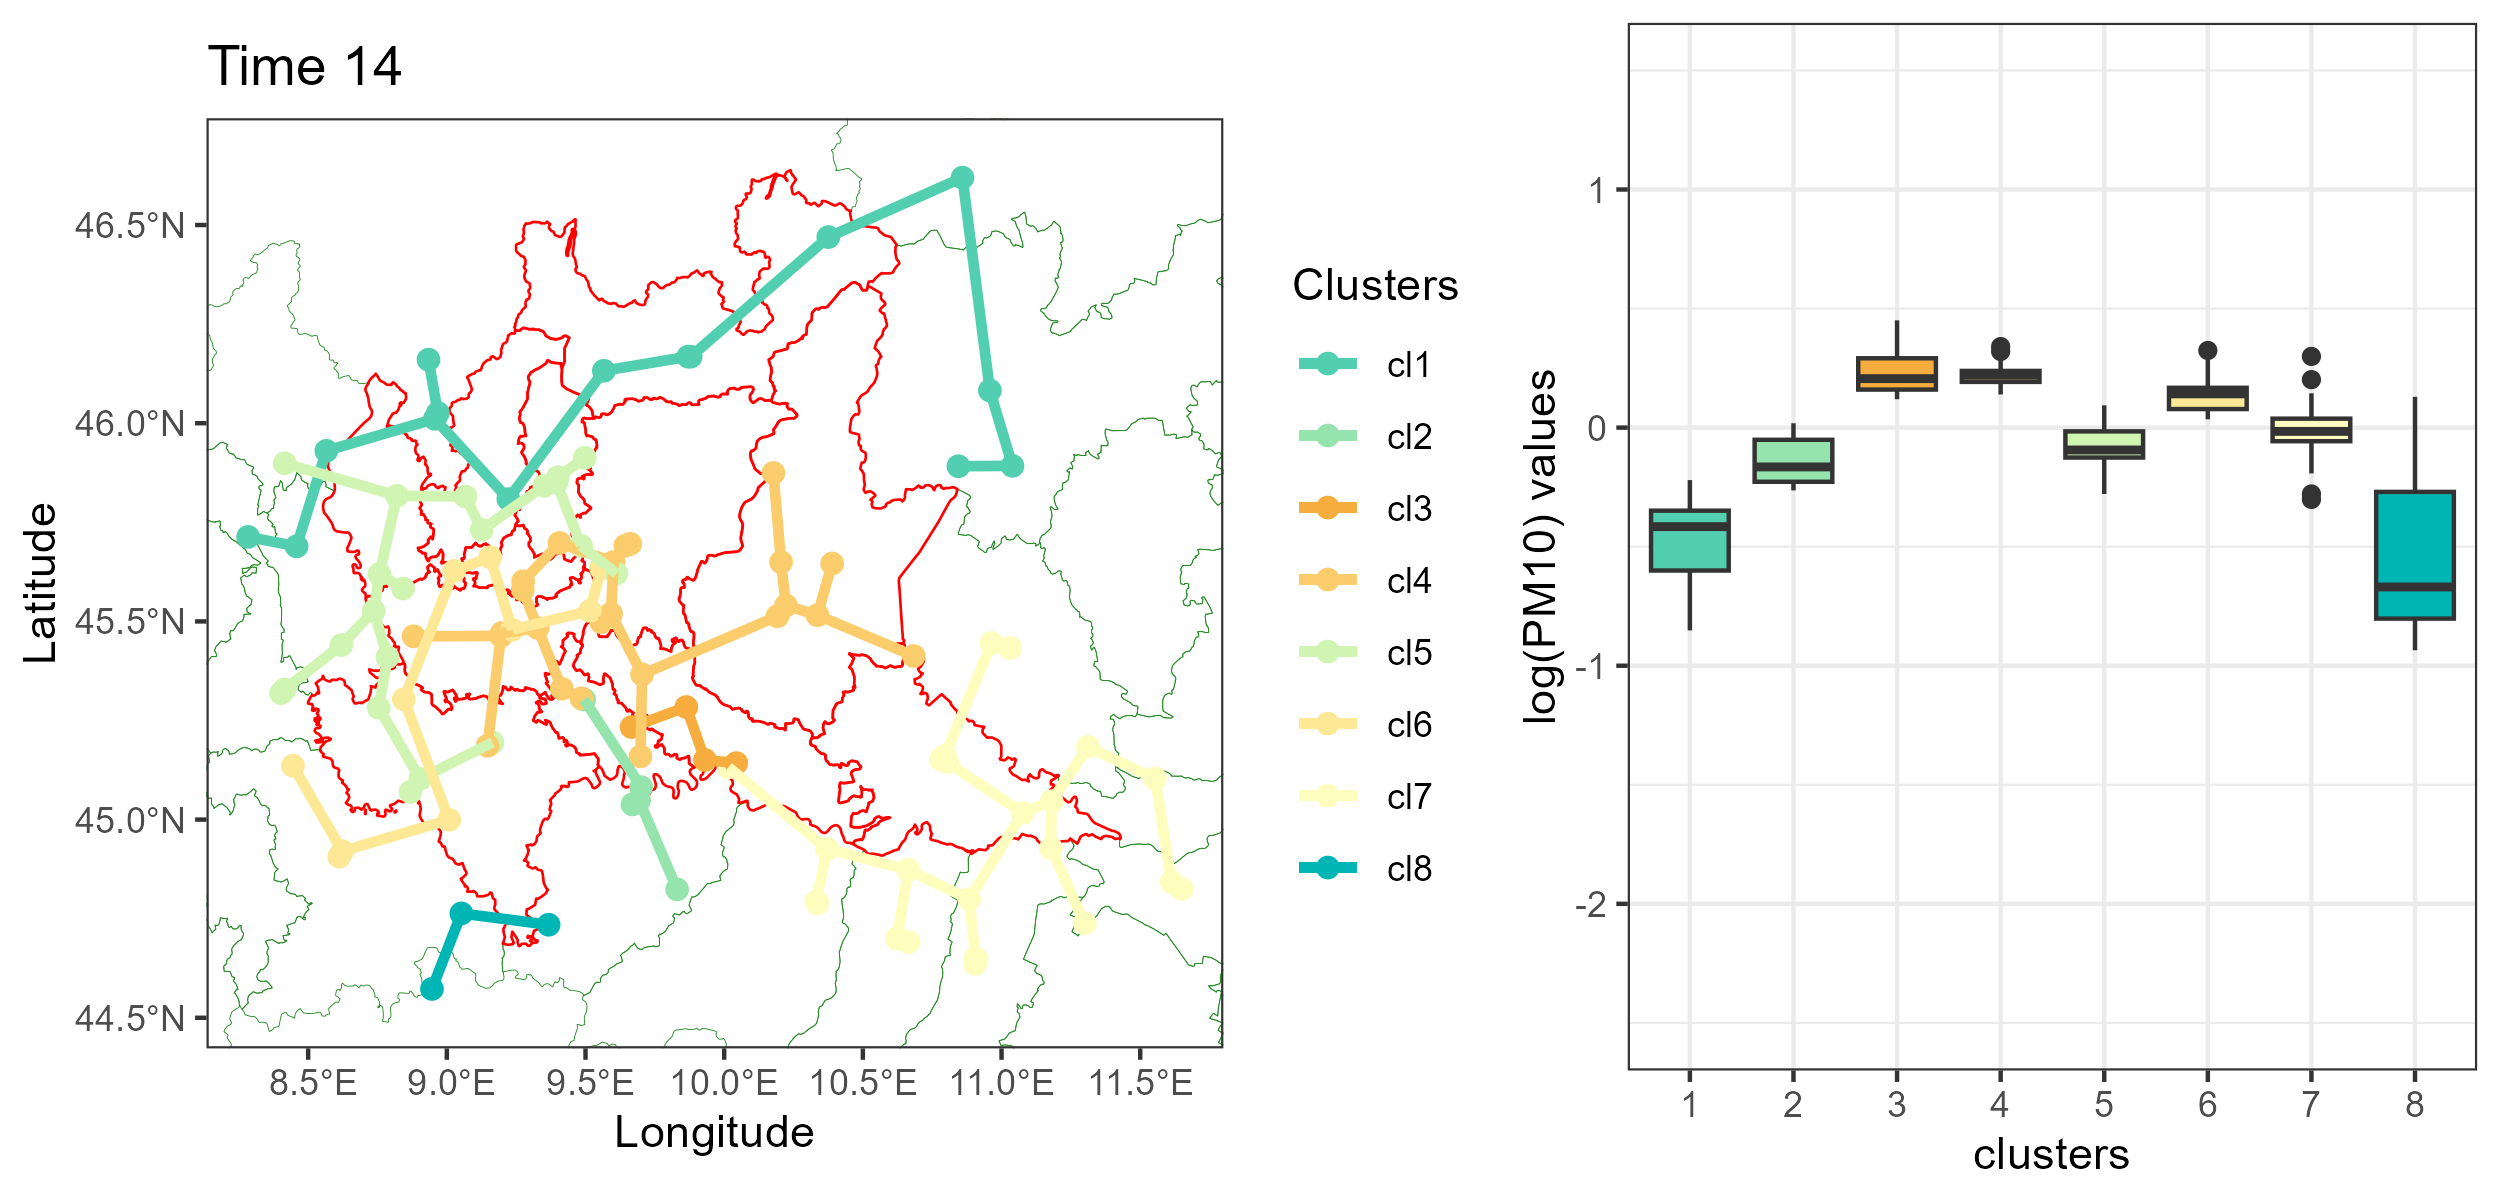 Time 14
Latitude
46.5°N
46.0°N
45.5°N
45.0°N
44.5°N
8.5°E 9.0°E 9.5°E 10.0°E 10.5°E 11.0°E 11.5°E
Longitude
Clusters
cl1
cl2
cl3
cl4
cl5
cl6
cl7
cl8
log(PM10) values
1
0
-1
-2
1 2 3 4 5 6 7 8
clusters